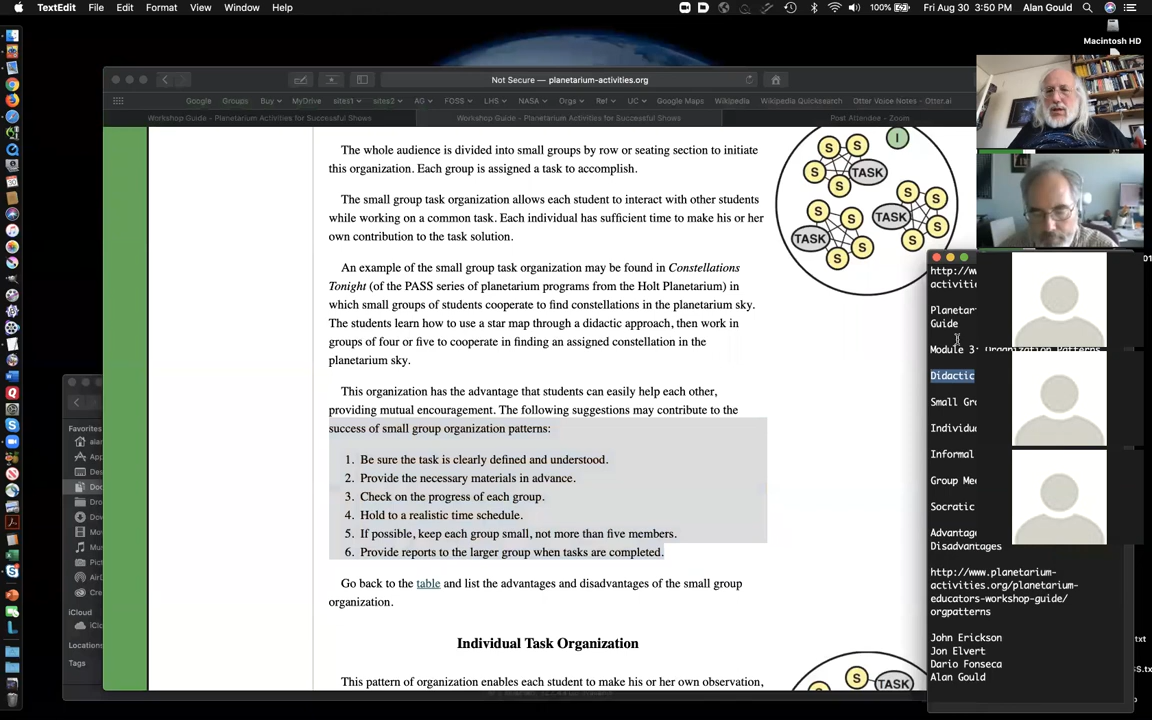 TextEdit File Edit Format View Window Help
100% Fri Aug 30 3:50 PM Alan Gould
Macintosh HD
Not Secure — planetarium-activities.org
Google Groups Buy MyDrive sites1 sites2 AG FOSS LHS NASA Orgs Ref UC Google Maps Wikipedia Wikipedia Quicksearch Otter Voice Notes - Otter.ai
Workshop Guide - Planetarium Activities for Successful Shows
Workshop Guide - Planetarium Activities for Successful Shows
Post Attendee - Zoom
The whole audience is divided into small groups by row or seating section to initiate
this organization. Each group is assigned a task to accomplish.
The small group task organization allows each student to interact with other students
while working on a common task. Each individual has sufficient time to make his or her
own contribution to the task solution.
An example of the small group task organization may be found in Constellations
Tonight (of the PASS series of planetarium programs from the Holt Planetarium) in
which small groups of students cooperate to find constellations in the planetarium sky.
The students learn how to use a star map through a didactic approach, then work in
groups of four or five to cooperate in finding an assigned constellation in the
planetarium sky.
This organization has the advantage that students can easily help each other,
providing mutual encouragement. The following suggestions may contribute to the
success of small group organization patterns:
1. Be sure the task is clearly defined and understood.
2. Provide the necessary materials in advance.
3. Check on the progress of each group.
4. Hold to a realistic time schedule.
5. If possible, keep each group small, not more than five members.
6. Provide reports to the larger group when tasks are completed.
Go back to the table and list the advantages and disadvantages of the small group
organization.
Individual Task Organization
This pattern of organization enables each student to make his or her own observation,
I
S S
S TASK
S
S S
TASK S
S
S S
TASK S
S
S TASK
Favorites
iCloud
Locations
Tags
http://w
activitie
Planetar
Guide
Module 3: Organization Patterns
Didactic
Small Gr
Individu
Informal
Group Me
Socratic
Advantag
Disadvantages
http://www.planetarium-
activities.org/planetarium-
educators-workshop-guide/
orgpatterns
John Erickson
Jon Elvert
Dario Fonseca
Alan Gould